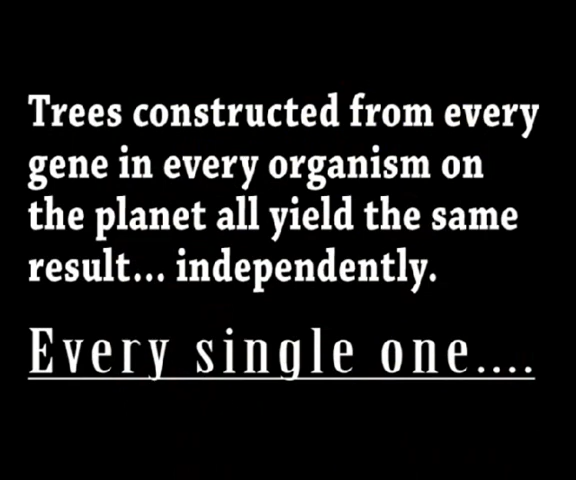 Trees constructed from every
gene in every organism on
the planet all yield the same
result... independently.
Every single one....